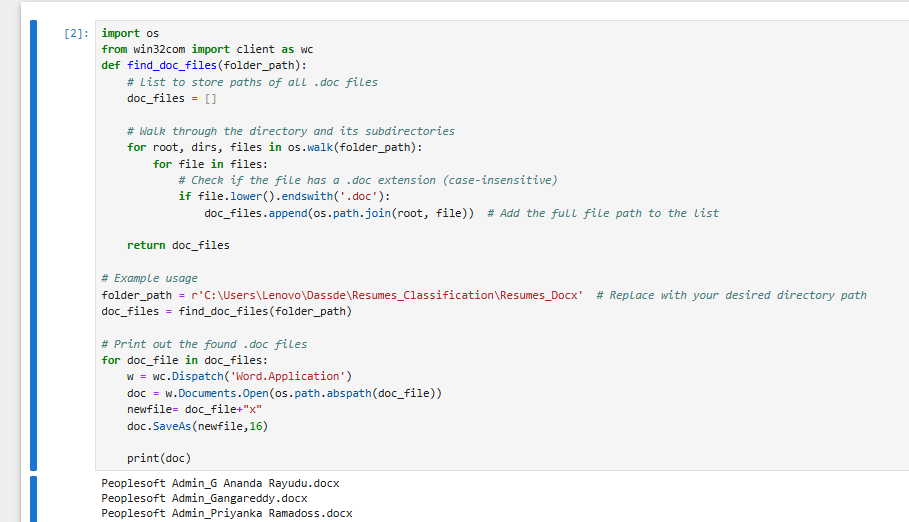 [2]: import os
from win32com import client as wc
def find_doc_files(folder_path):
# List to store paths of all .doc files
doc_files = []
# Walk through the directory and its subdirectories
for root, dirs, files in os.walk(folder_path):
for file in files:
# Check if the file has a .doc extension (case-insensitive)
if file.lower().endswith('.doc'):
doc_files.append(os.path.join(root, file))  # Add the full file path to the list
return doc_files
# Example usage
folder_path = r'C:\Users\Lenovo\Dassde\Resumes_Classification\Resumes_Docx'  # Replace with your desired directory path
doc_files = find_doc_files(folder_path)
# Print out the found .doc files
for doc_file in doc_files:
w = wc.Dispatch('Word.Application')
doc = w.Documents.Open(os.path.abspath(doc_file))
newfile= doc_file+"x"
doc.SaveAs(newfile,16)
print(doc)
Peoplesoft Admin_G Ananda Rayudu.docx
Peoplesoft Admin_Gangareddy.docx
Peoplesoft Admin_Priyanka Ramadoss.docx